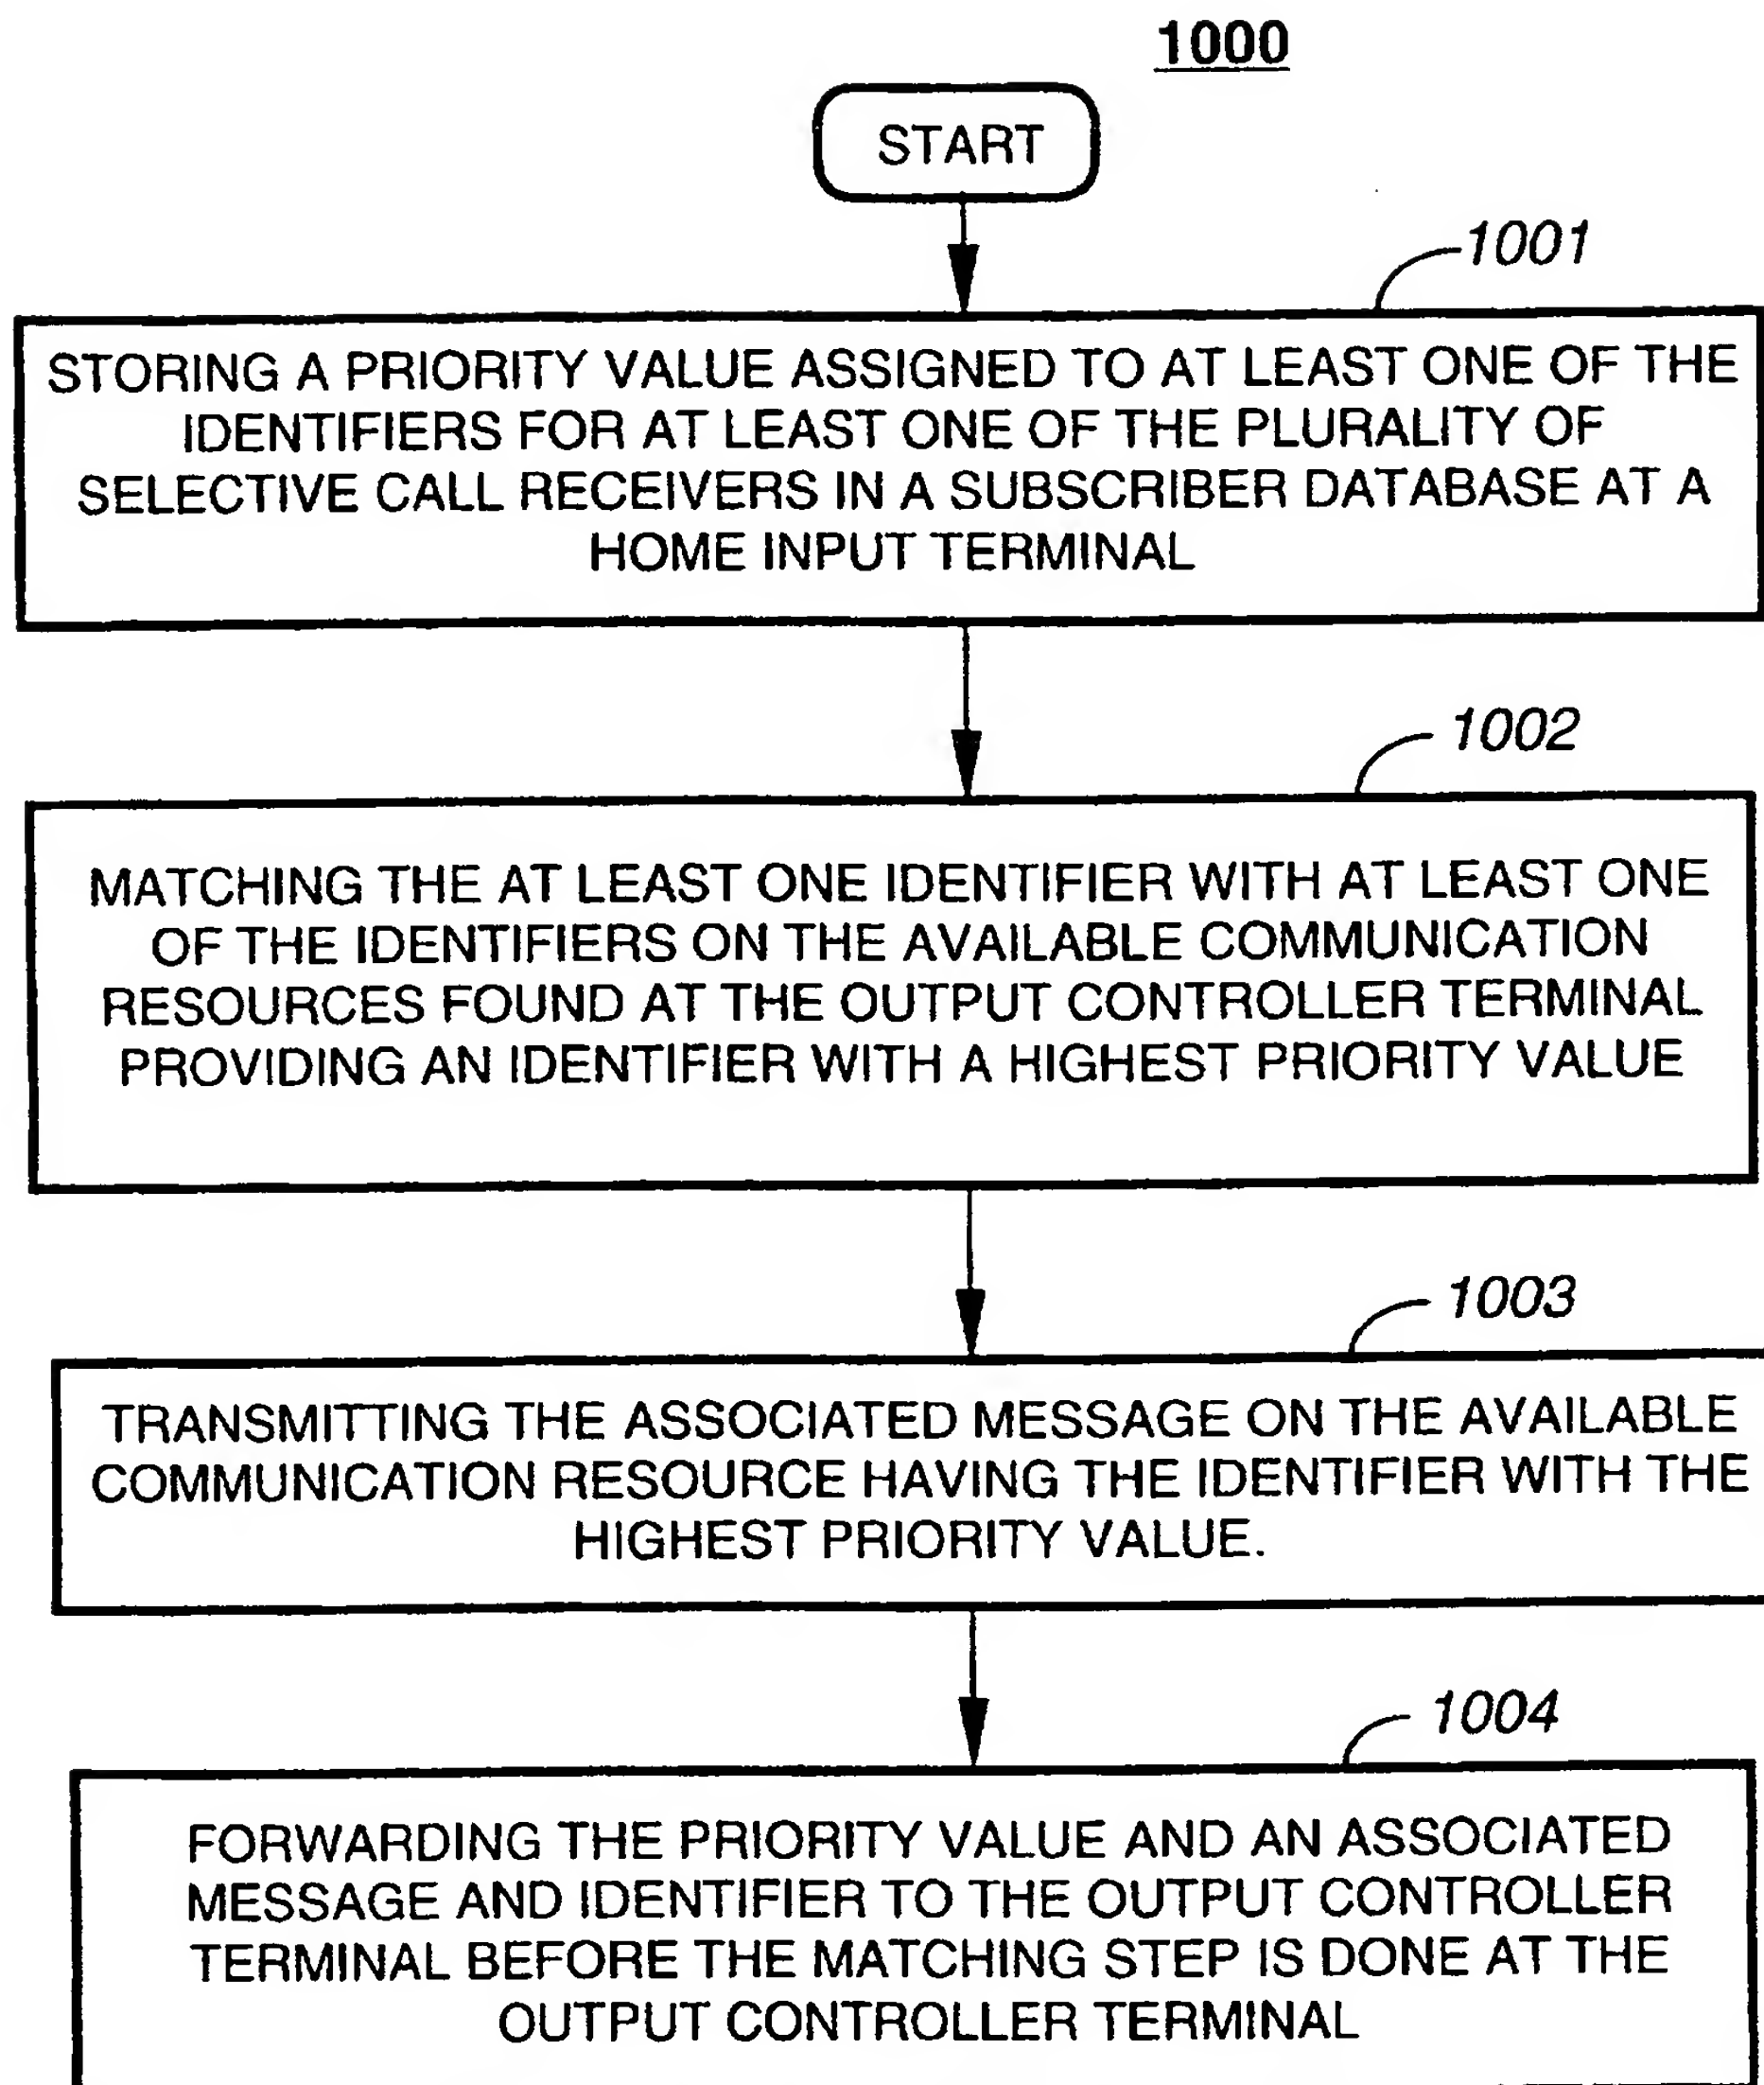 1000
START
1001
STORING A PRIORITY VALUE ASSIGNED TO AT LEAST ONE OF THE
IDENTIFIERS FOR AT LEAST ONE OF THE PLURALITY OF
SELECTIVE CALL RECEIVERS IN A SUBSCRIBER DATABASE AT A
HOME INPUT TERMINAL
1002
MATCHING THE AT LEAST ONE IDENTIFIER WITH AT LEAST ONE
OF THE IDENTIFIERS ON THE AVAILABLE COMMUNICATION
RESOURCES FOUND AT THE OUTPUT CONTROLLER TERMINAL
PROVIDING AN IDENTIFIER WITH A HIGHEST PRIORITY VALUE
1003
TRANSMITTING THE ASSOCIATED MESSAGE ON THE AVAILABLE
COMMUNICATION RESOURCE HAVING THE IDENTIFIER WITH THE
HIGHEST PRIORITY VALUE.
1004
FORWARDING THE PRIORITY VALUE AND AN ASSOCIATED
MESSAGE AND IDENTIFIER TO THE OUTPUT CONTROLLER
TERMINAL BEFORE THE MATCHING STEP IS DONE AT THE
OUTPUT CONTROLLER TERMINAL